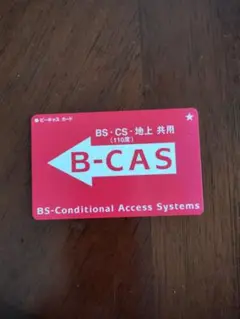 ビーキャス カード
BS・CS・地上 共用
(110度)
B-CAS
BS-Conditional Access Systems